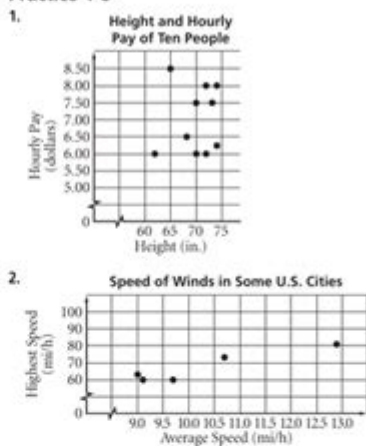 1.
Height and Hourly
Pay of Ten People
Hourly Pay
(dollars)
8.50
8.00
7.50
7.00
6.50
6.00
5.50
5.00
0
60 65 70 75
Height (in.)
2.
Speed of Winds in Some U.S. Cities
Highest Speed
(mi/h)
100
90
80
70
60
0
9.0 9.5 10.0 10.5 11.0 11.5 12.0 12.5 13.0
Average Speed (mi/h)